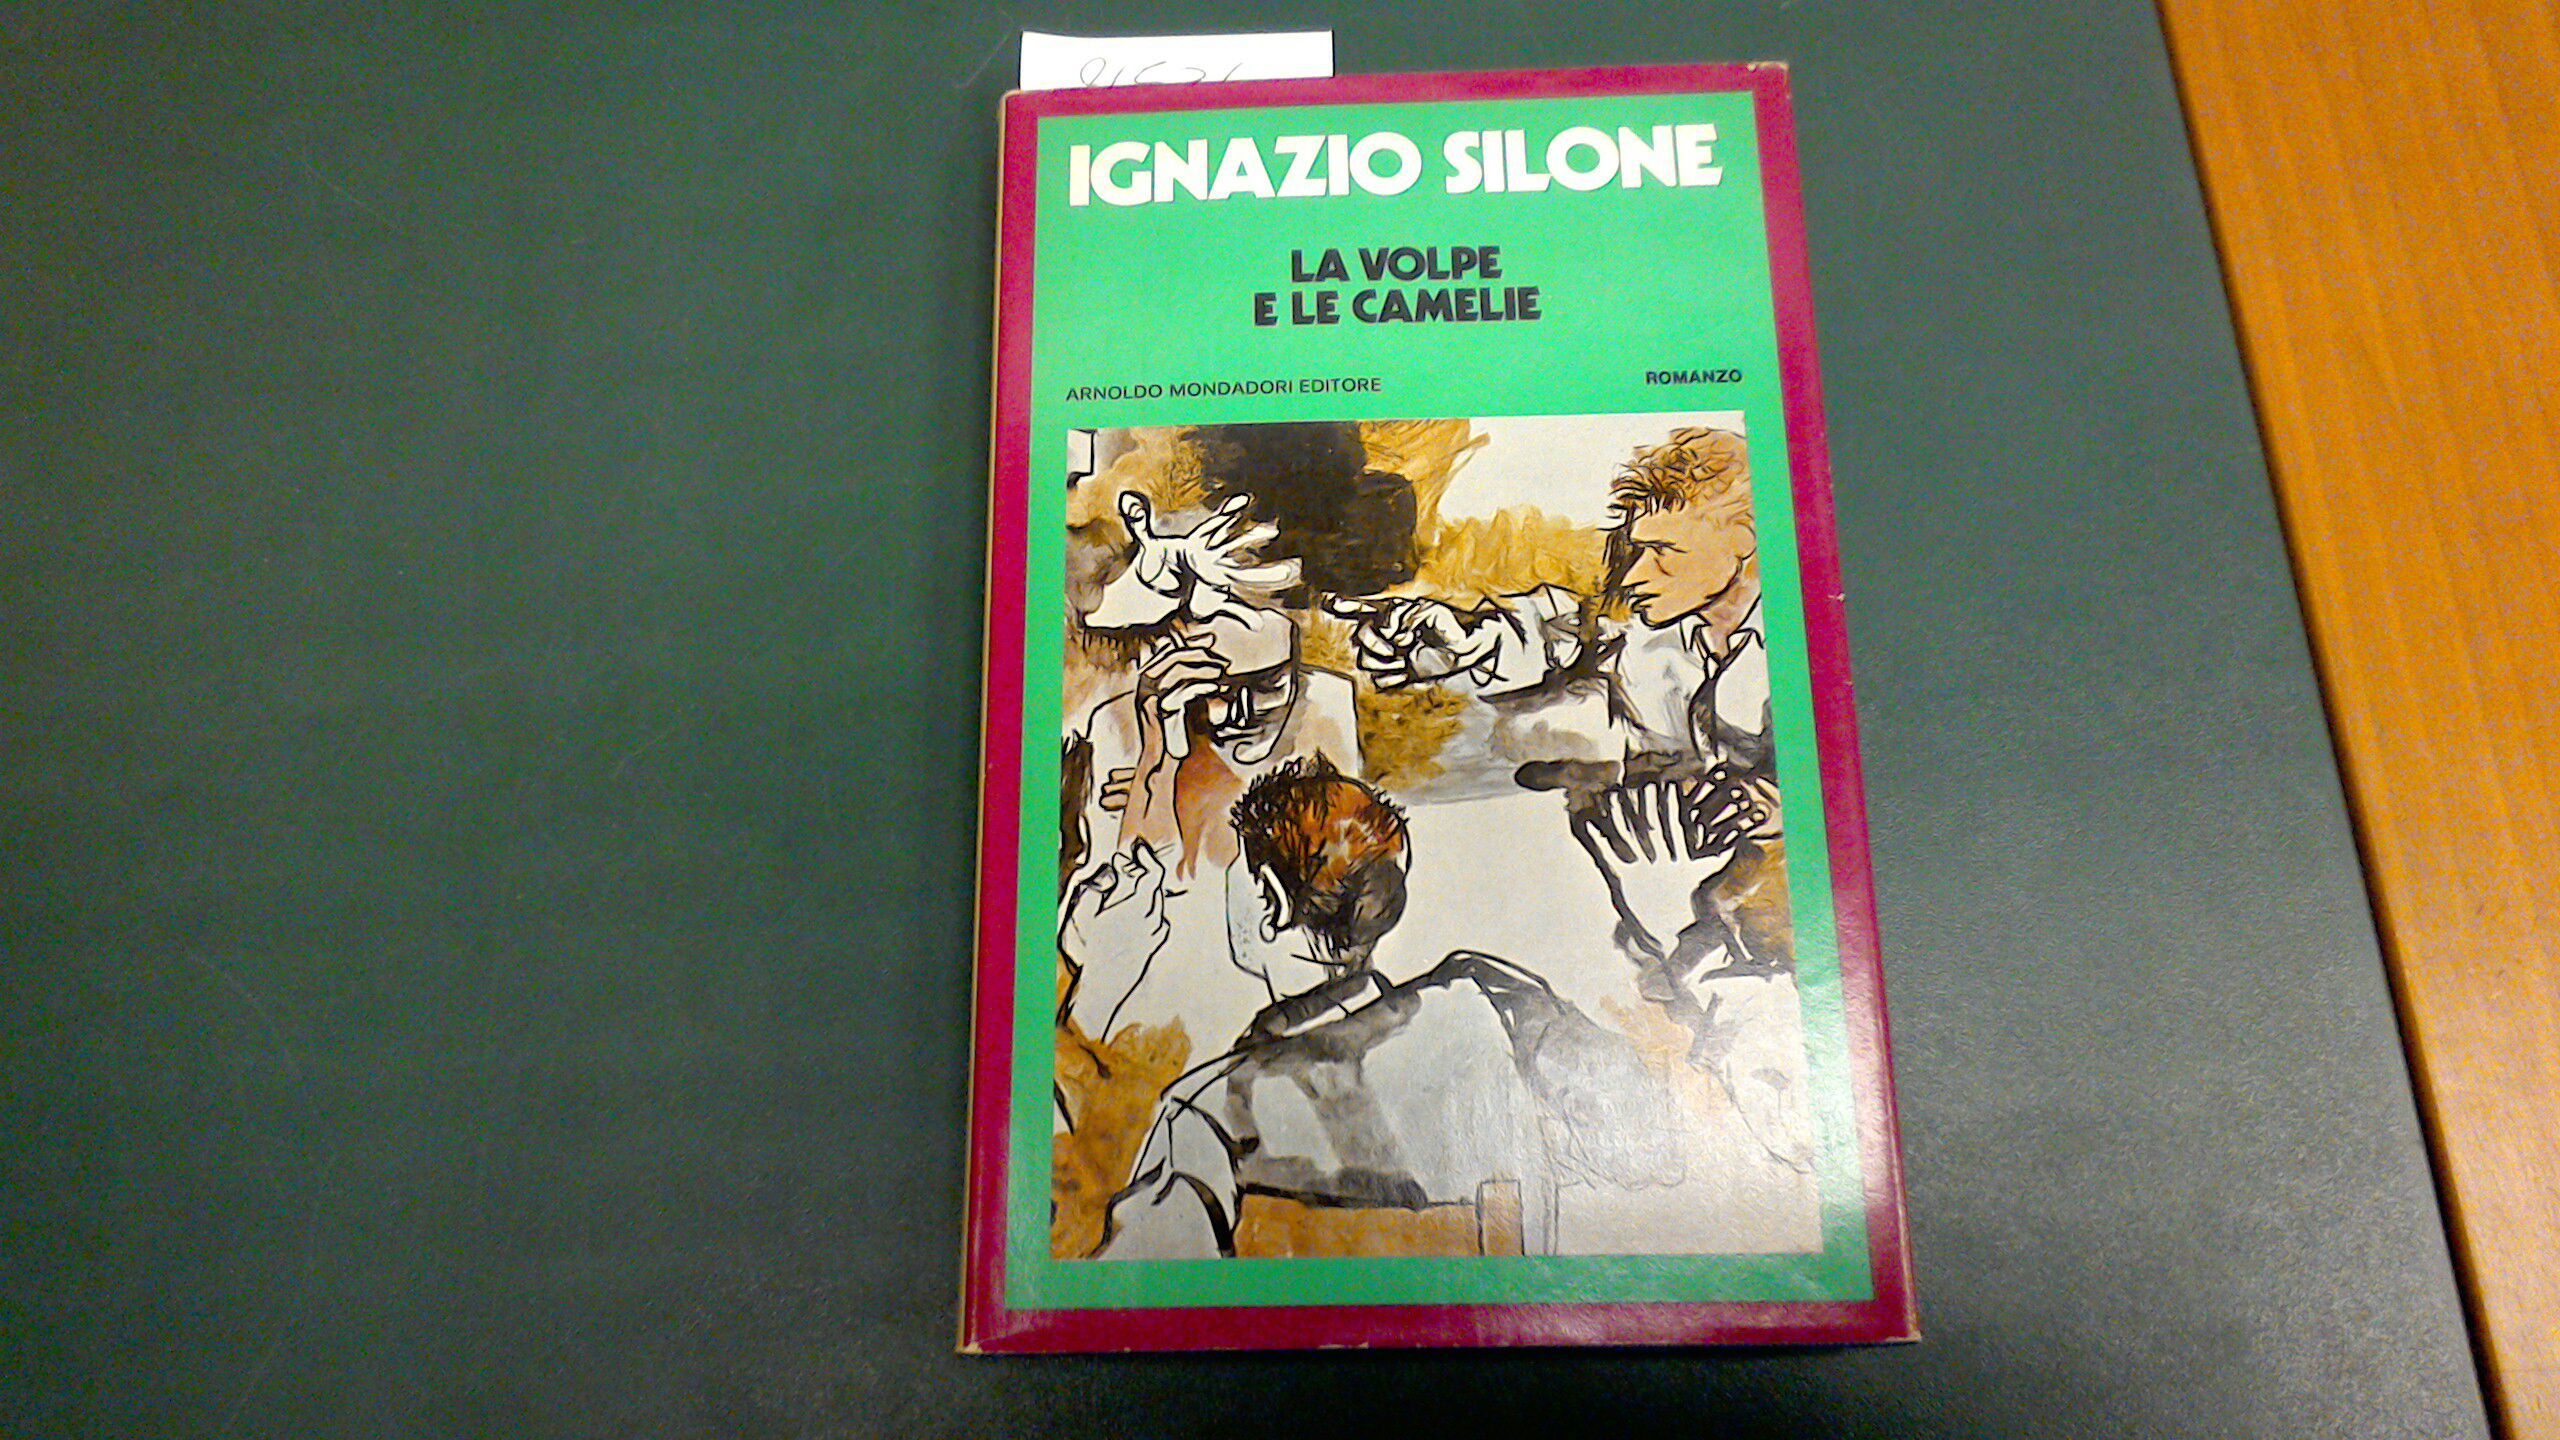 IGNAZIO SILONE
LA VOLPE
E LE CAMELIE
ARNOLDO MONDADORI EDITORE
ROMANZO